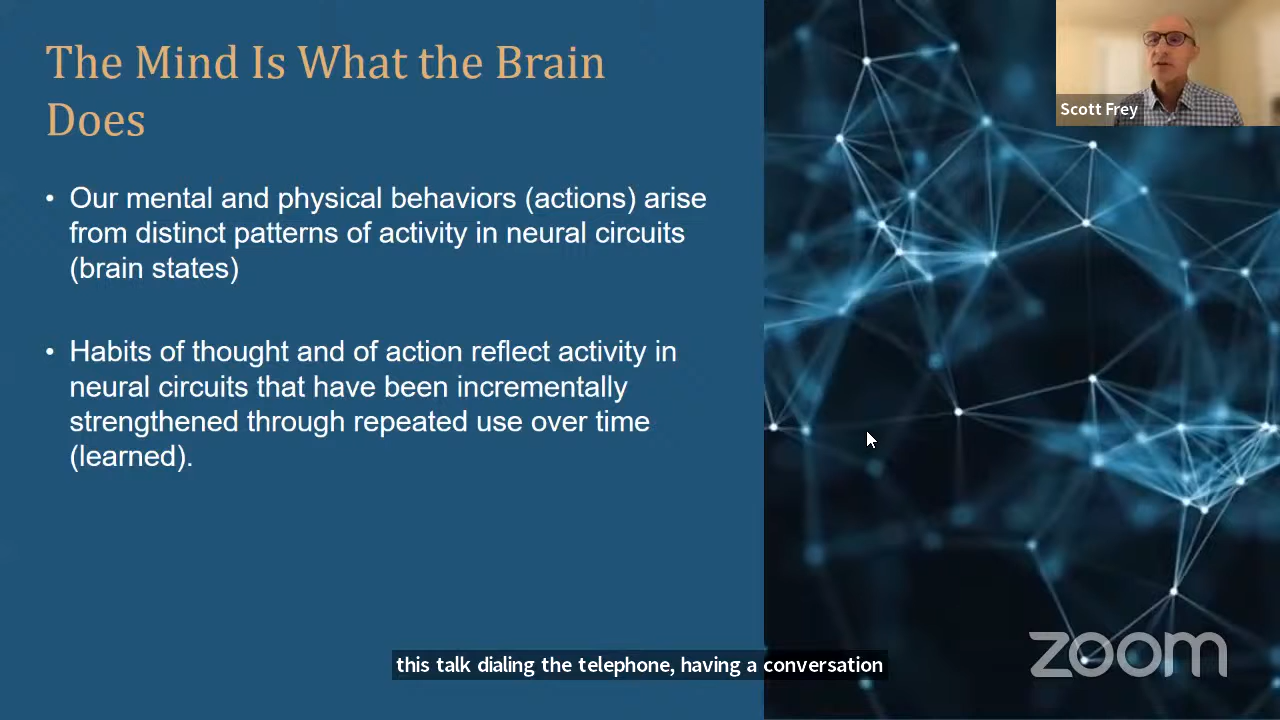 The Mind Is What the Brain
Does
• Our mental and physical behaviors (actions) arise
from distinct patterns of activity in neural circuits
(brain states)
• Habits of thought and of action reflect activity in
neural circuits that have been incrementally
strengthened through repeated use over time
(learned).
Scott Frey
this talk dialing the telephone, having a conversation
zoom